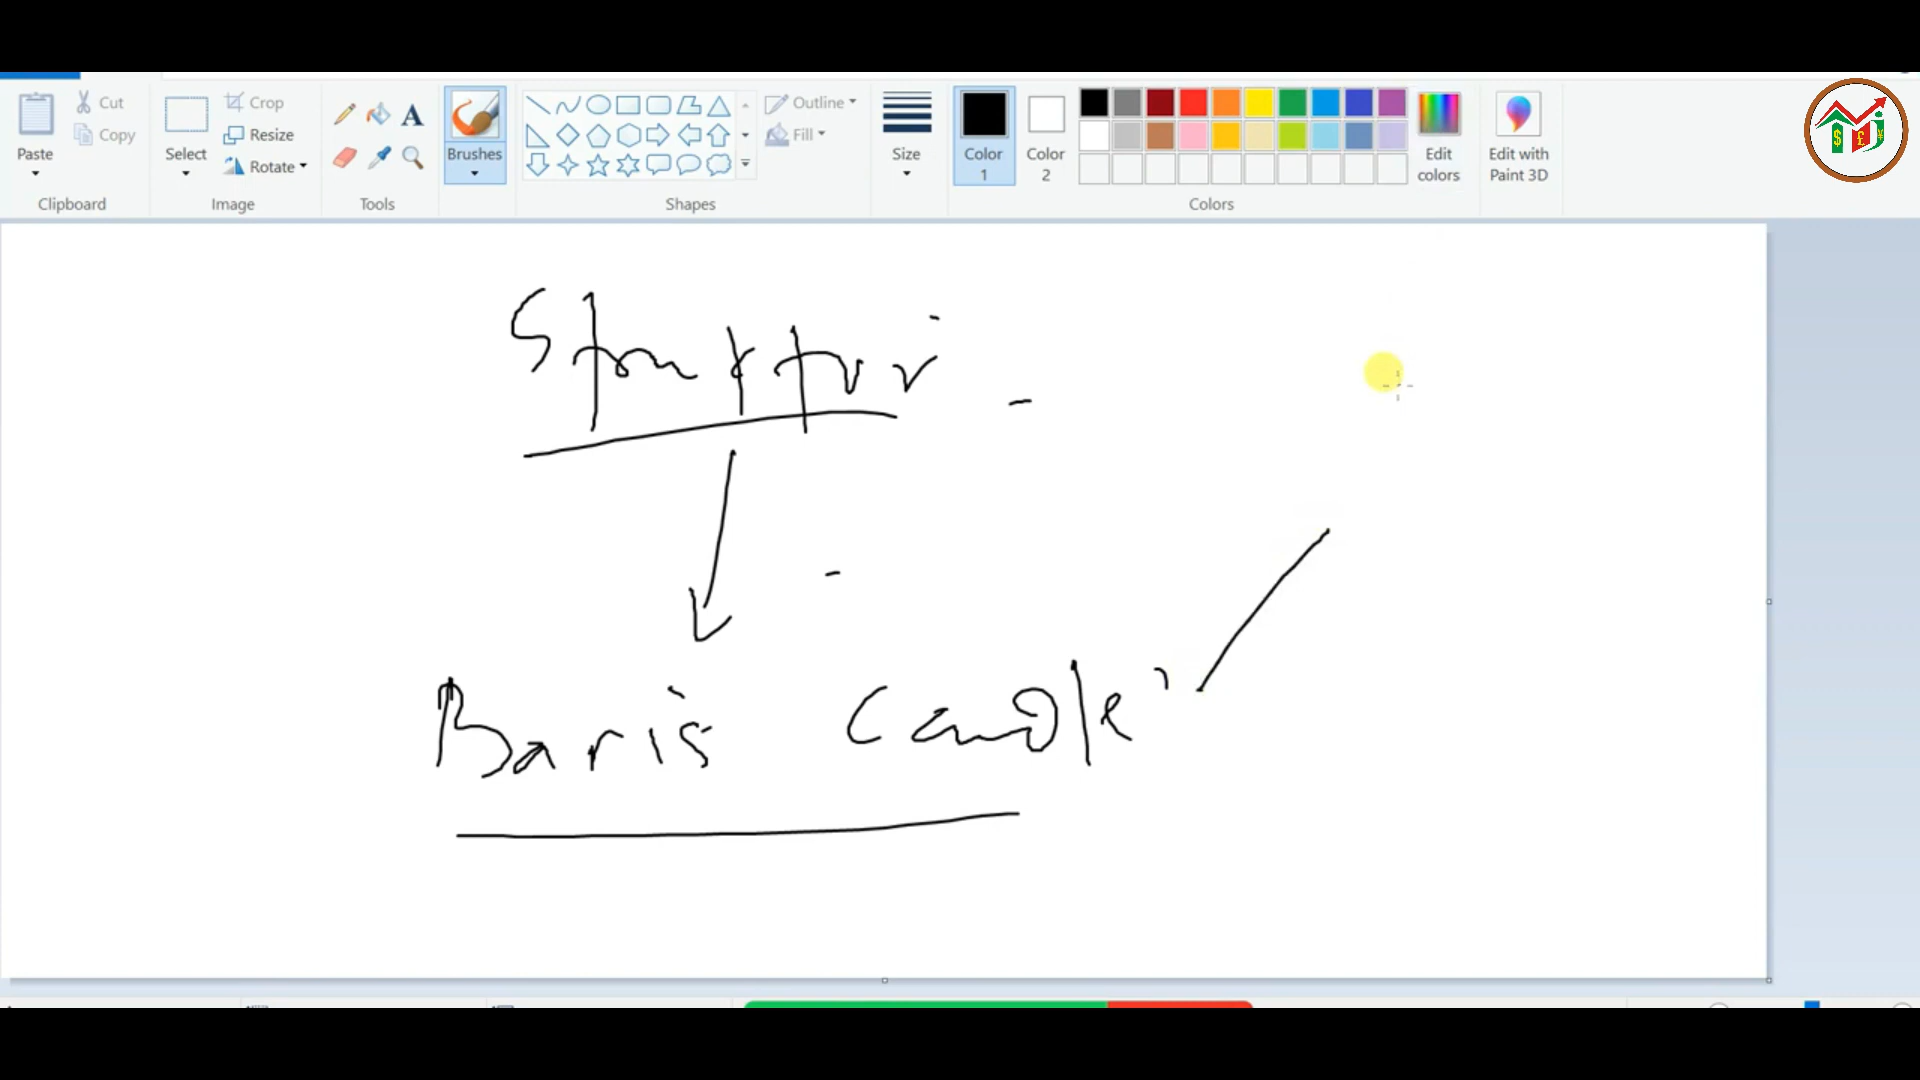 Cut
Copy
Paste
Clipboard
Crop
Resize
Rotate
Select
Image
A
Tools
Brushes
Outline
Fill
Shapes
Size
Color 1
Color 2
Edit colors
Edit with Paint 3D
Colors
$ £ ¥
Baris Candle